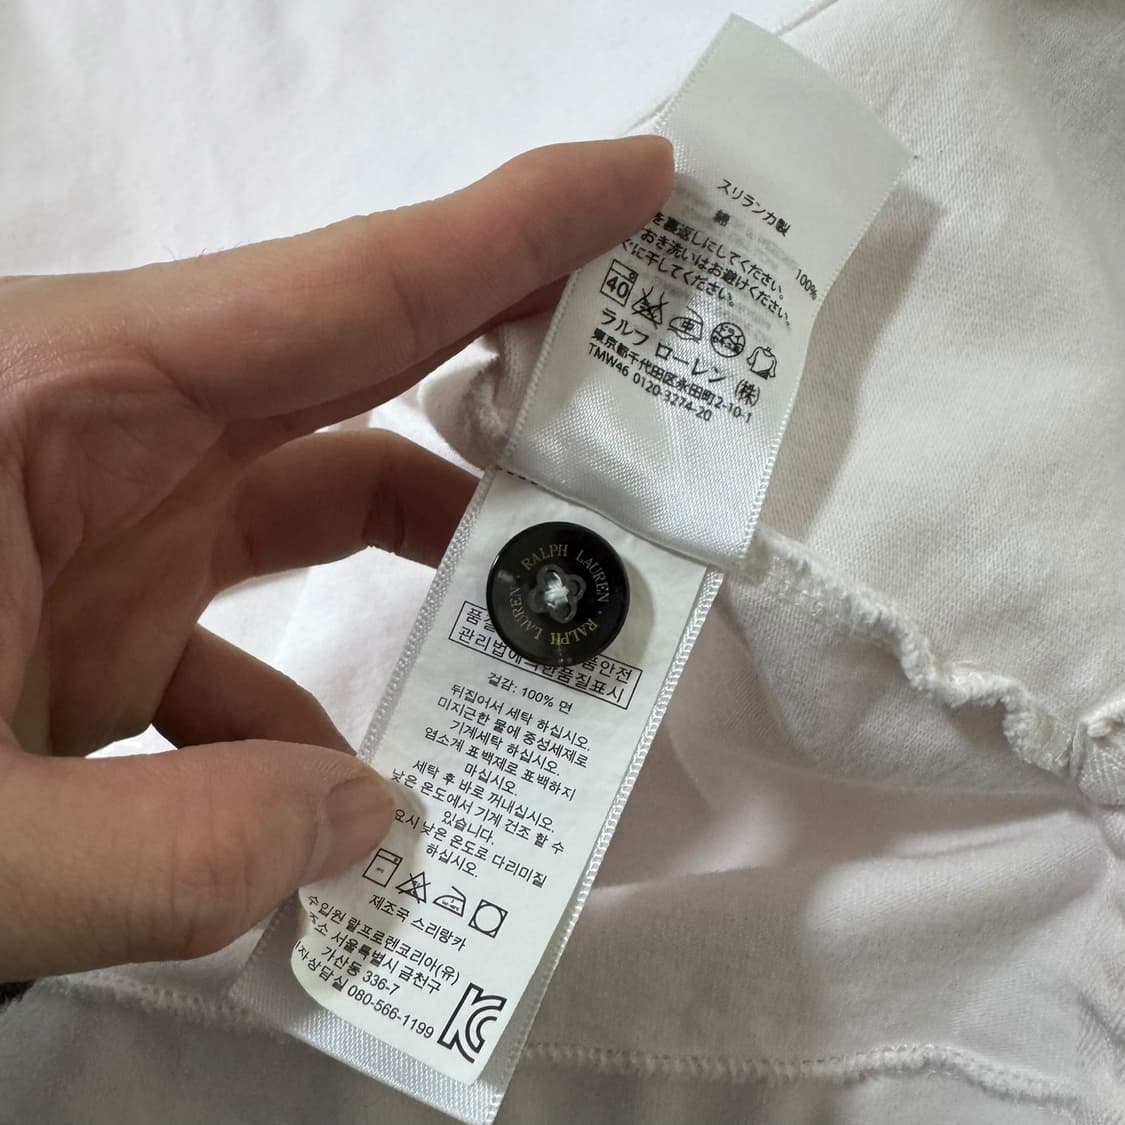 スリランカ製
綿 100%
を裏返しにしてください。
おき洗いはお避けください。
ぐに干してください。
40
ラルフ ローレン (株)
東京都千代田区永田町2-10-1
TMW46 0120-3274-20
RALPH LAUREN · RALPH LAUREN ·
품질 품안전
관리법에 의한품질표시
겉감: 100% 면
뒤집어서 세탁 하십시오.
미지근한 물에 중성세제로
기계세탁 하십시오.
염소계 표백제로 표백하지
마십시오.
세탁 후 바로 꺼내십시오.
낮은 온도에서 기계 건조 할 수
있습니다.
요시 낮은 온도로 다리미질
하십시오.
제조국 스리랑카
수입원 랄프로렌코리아(유)
주소 서울특별시 금천구
가산동 336-7
자상담실 080-566-1199
KC